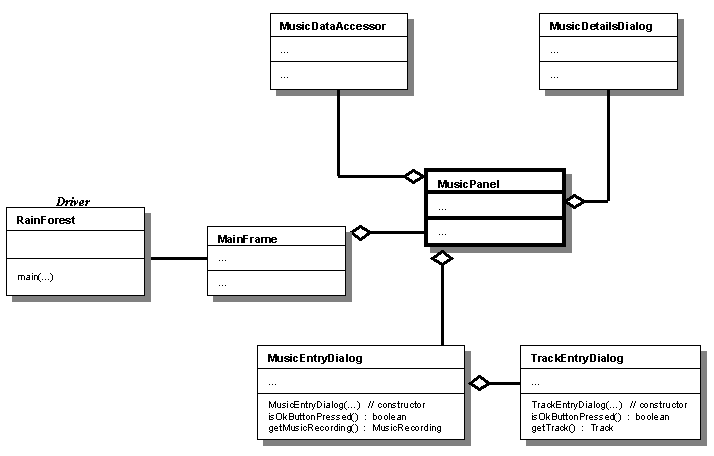 MusicDataAccessor
...
...
MusicDetailsDialog
...
...
MusicPanel
...
...
Driver
RainForest
main(...)
MainFrame
...
...
MusicEntryDialog
...
MusicEntryDialog(...) // constructor
isOkButtonPressed() : boolean
getMusicRecording() : MusicRecording
TrackEntryDialog
...
TrackEntryDialog(...) // constructor
isOkButtonPressed() : boolean
getTrack() : Track